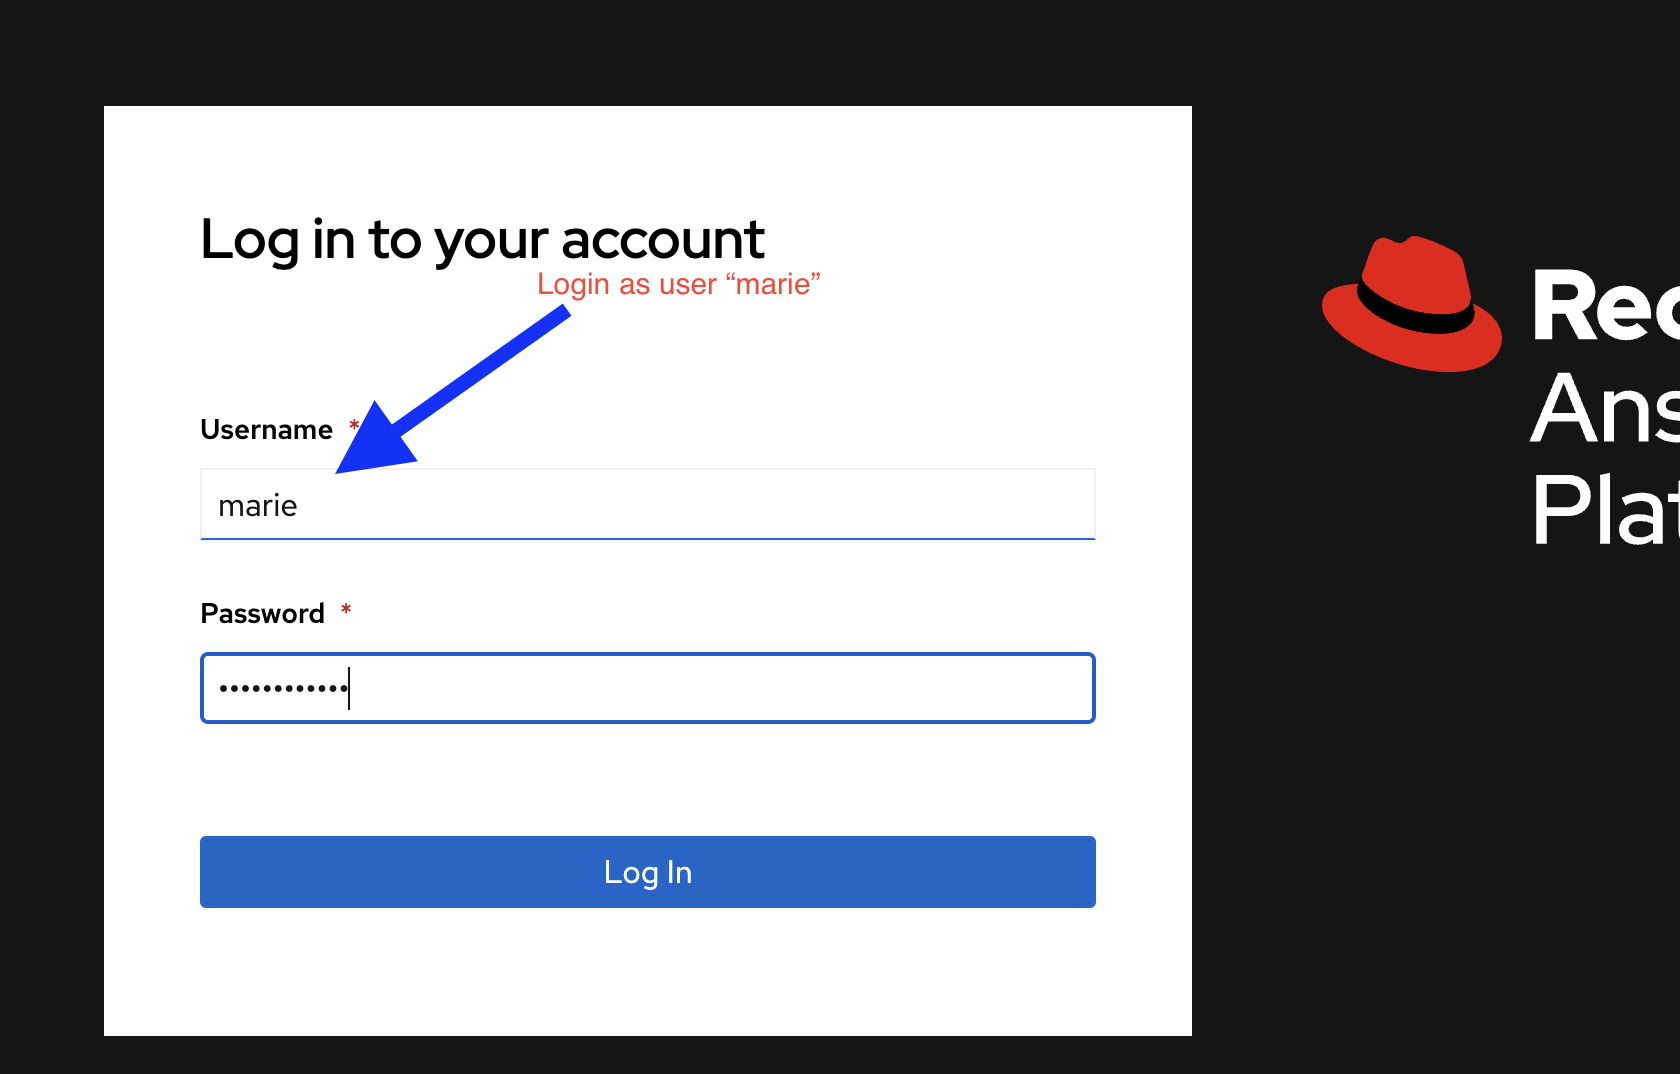 Log in to your account
Login as user “marie”
Username *
marie
Password *
••••••••••••
Log In
Rec
Ans
Plat